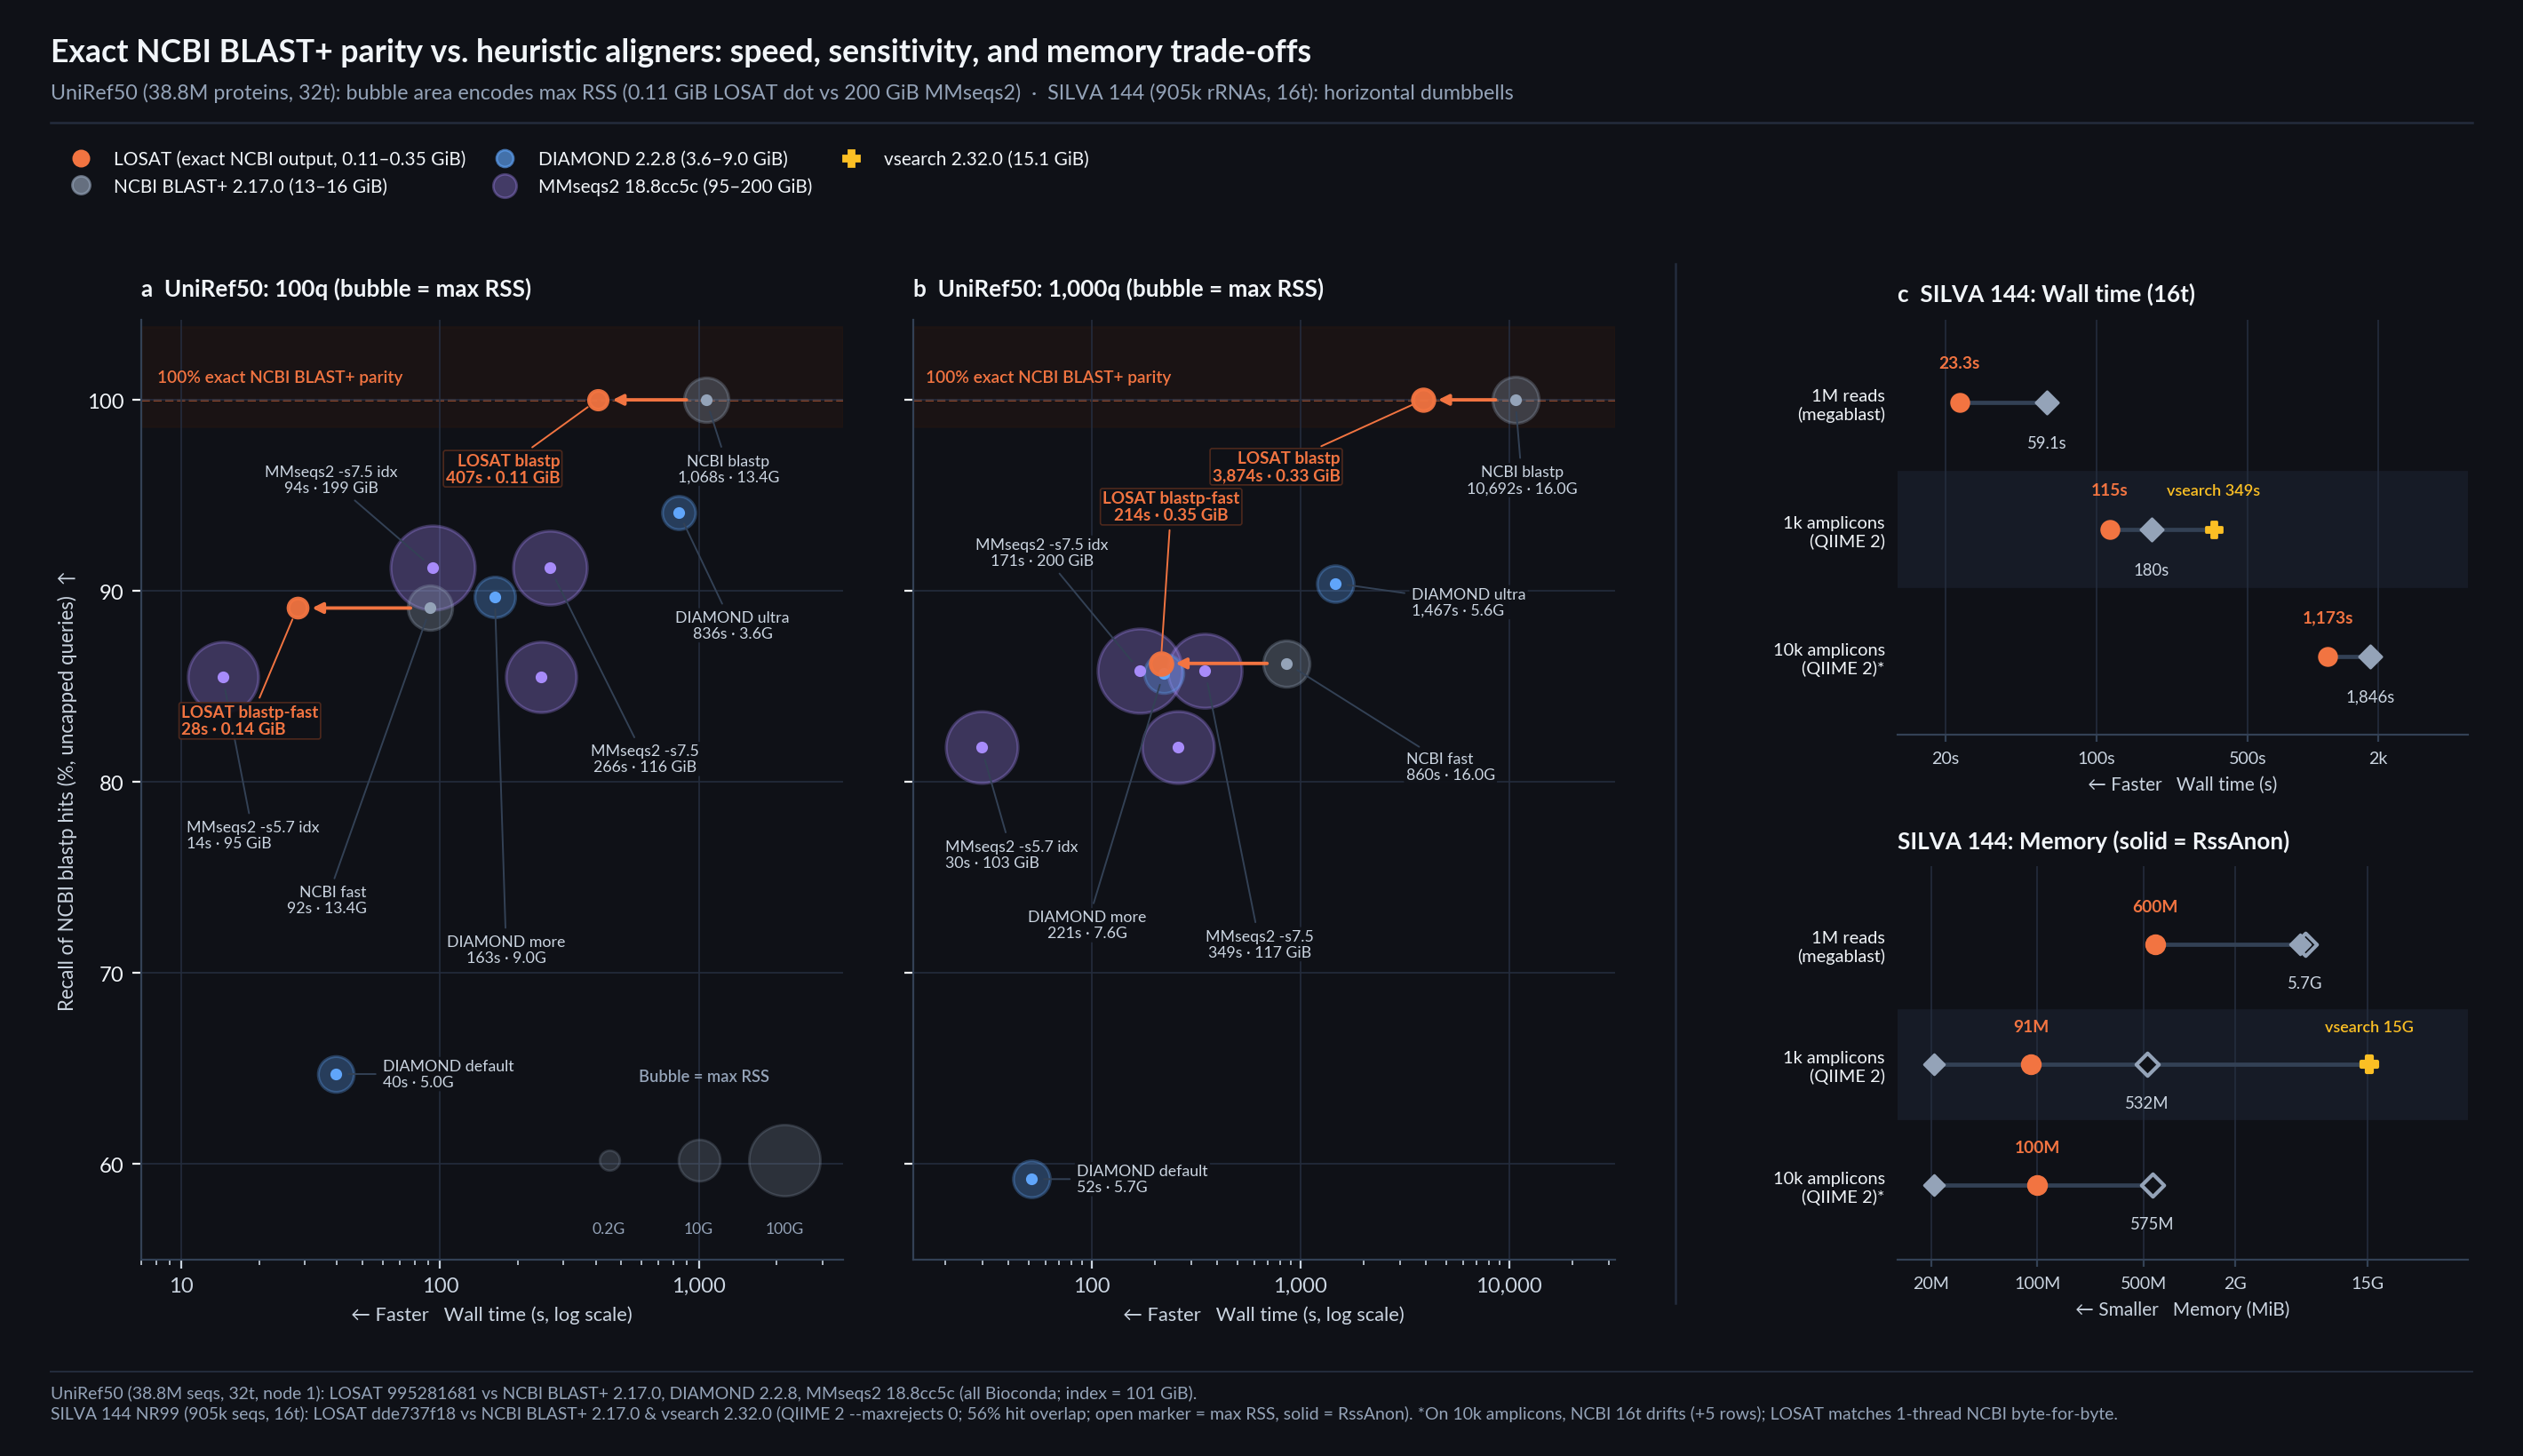 Exact NCBI BLAST+ parity vs. heuristic aligners: speed, sensitivity, and memory trade-offs
UniRef50 (38.8M proteins, 32t): bubble area encodes max RSS (0.11 GiB LOSAT dot vs 200 GiB MMseqs2) · SILVA 144 (905k rRNAs, 16t): horizontal dumbbells
LOSAT (exact NCBI output, 0.11–0.35 GiB)
NCBI BLAST+ 2.17.0 (13–16 GiB)
DIAMOND 2.2.8 (3.6–9.0 GiB)
MMseqs2 18.8cc5c (95–200 GiB)
vsearch 2.32.0 (15.1 GiB)
a UniRef50: 100q (bubble = max RSS)
Recall of NCBI blastp hits (%, uncapped queries) ↑
100
90
80
70
60
100% exact NCBI BLAST+ parity
LOSAT blastp
407s · 0.11 GiB
NCBI blastp
1,068s · 13.4G
MMseqs2 -s7.5 idx
94s · 199 GiB
DIAMOND ultra
836s · 3.6G
LOSAT blastp-fast
28s · 0.14 GiB
MMseqs2 -s7.5
266s · 116 GiB
MMseqs2 -s5.7 idx
14s · 95 GiB
NCBI fast
92s · 13.4G
DIAMOND more
163s · 9.0G
DIAMOND default
40s · 5.0G
Bubble = max RSS
0.2G
10G
100G
10
100
1,000
← Faster Wall time (s, log scale)
b UniRef50: 1,000q (bubble = max RSS)
100% exact NCBI BLAST+ parity
LOSAT blastp
3,874s · 0.33 GiB
NCBI blastp
10,692s · 16.0G
LOSAT blastp-fast
214s · 0.35 GiB
MMseqs2 -s7.5 idx
171s · 200 GiB
DIAMOND ultra
1,467s · 5.6G
NCBI fast
860s · 16.0G
MMseqs2 -s5.7 idx
30s · 103 GiB
DIAMOND more
221s · 7.6G
MMseqs2 -s7.5
349s · 117 GiB
DIAMOND default
52s · 5.7G
100
1,000
10,000
← Faster Wall time (s, log scale)
c SILVA 144: Wall time (16t)
1M reads
(megablast)
23.3s
59.1s
1k amplicons
(QIIME 2)
115s
vsearch 349s
180s
10k amplicons
(QIIME 2)*
1,173s
1,846s
20s
100s
500s
2k
← Faster Wall time (s)
SILVA 144: Memory (solid = RssAnon)
1M reads
(megablast)
600M
5.7G
1k amplicons
(QIIME 2)
91M
vsearch 15G
532M
10k amplicons
(QIIME 2)*
100M
575M
20M
100M
500M
2G
15G
← Smaller Memory (MiB)
UniRef50 (38.8M seqs, 32t, node 1): LOSAT 995281681 vs NCBI BLAST+ 2.17.0, DIAMOND 2.2.8, MMseqs2 18.8cc5c (all Bioconda; index = 101 GiB).
SILVA 144 NR99 (905k seqs, 16t): LOSAT dde737f18 vs NCBI BLAST+ 2.17.0 & vsearch 2.32.0 (QIIME 2 --maxrejects 0; 56% hit overlap; open marker = max RSS, solid = RssAnon). *On 10k amplicons, NCBI 16t drifts (+5 rows); LOSAT matches 1-thread NCBI byte-for-byte.